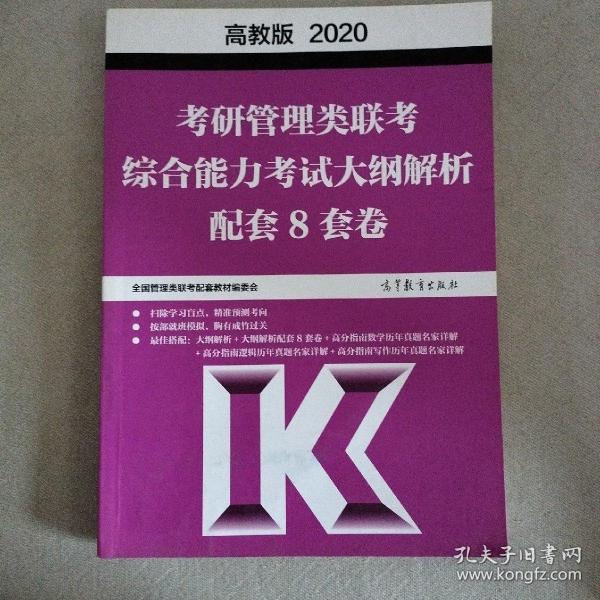 高教版 2020
考研管理类联考
综合能力考试大纲解析
配套8套卷
全国管理类联考配套教材编委会
高等教育出版社
● 扫除学习盲点,精准预测考向
● 按部就班模拟,胸有成竹过关
● 最佳搭配:大纲解析+大纲解析配套8套卷+高分指南数学历年真题名家详解
+高分指南逻辑历年真题名家详解+高分指南写作历年真题名家详解
孔夫子旧书网
www.kongfz.com